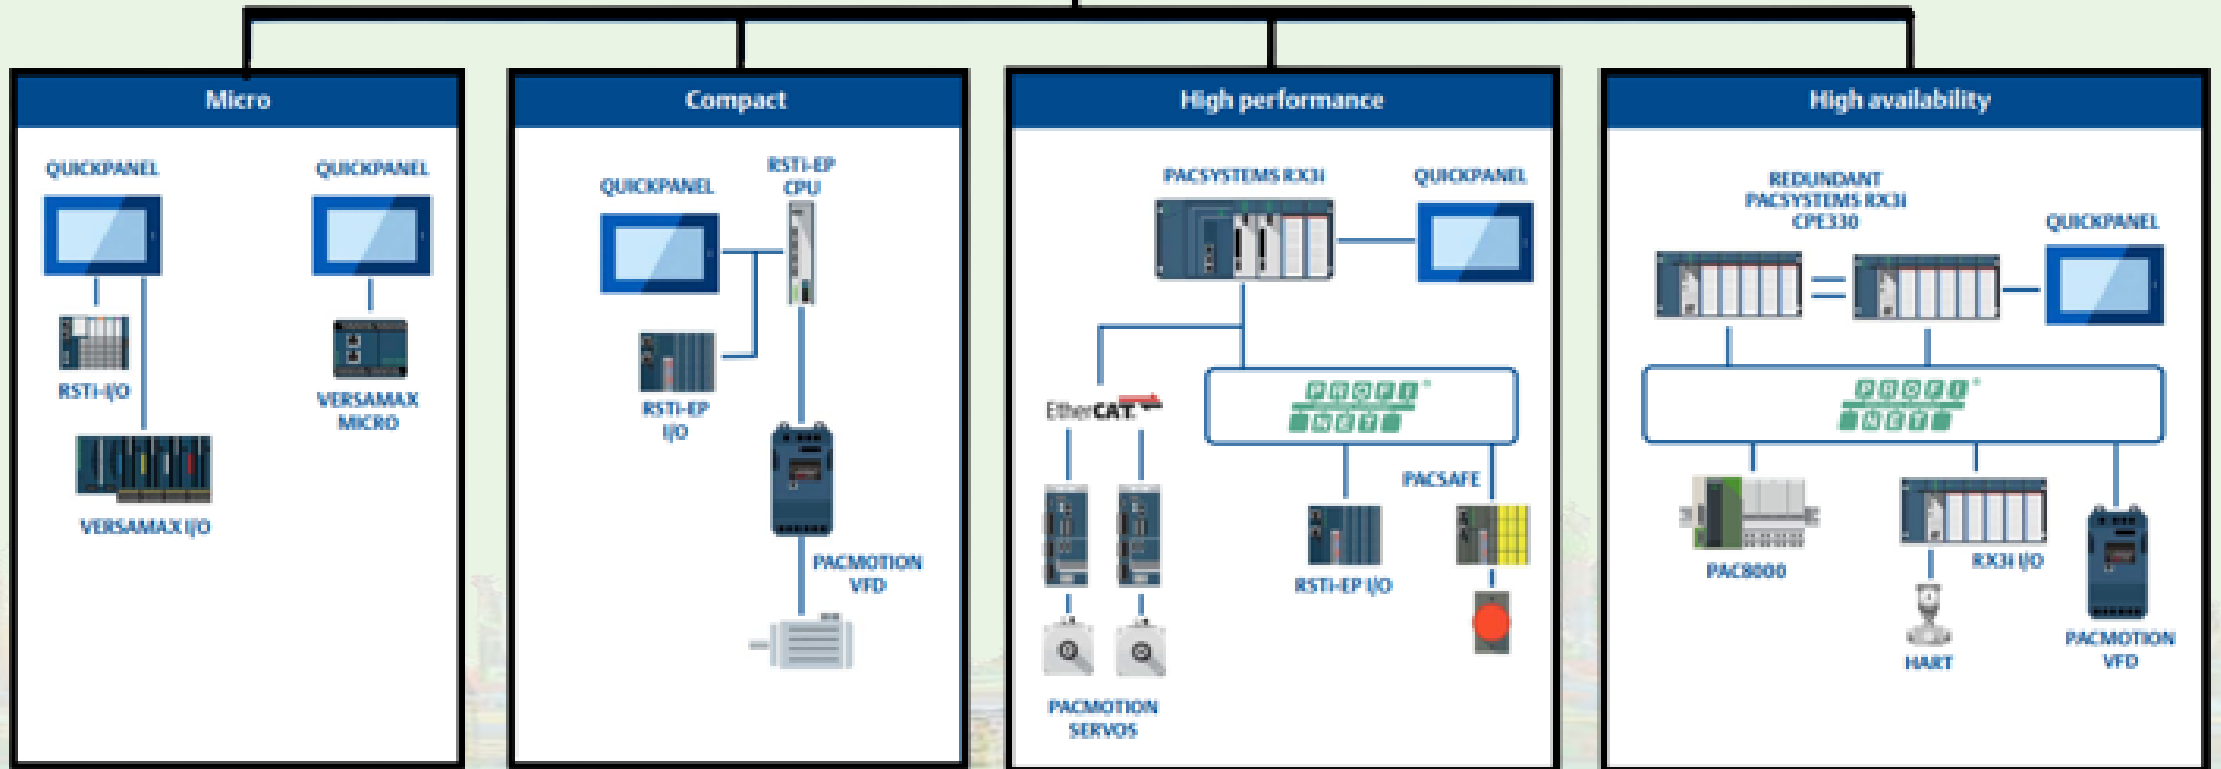 Micro
QUICKPANEL
QUICKPANEL
RSTi-I/O
VERSAMAX
MICRO
VERSAMAX I/O
Compact
QUICKPANEL
RSTi-EP
CPU
RSTi-EP
I/O
PACMOTION
VFD
High performance
PACSYSTEMS RX3i
QUICKPANEL
EtherCAT
PROFI
NET
PACSAFE
RSTi-EP I/O
PACMOTION
SERVOS
High availability
REDUNDANT
PACSYSTEMS RX3i
CPE330
QUICKPANEL
PROFI
NET
PAC8000
RX3i I/O
HART
PACMOTION
VFD